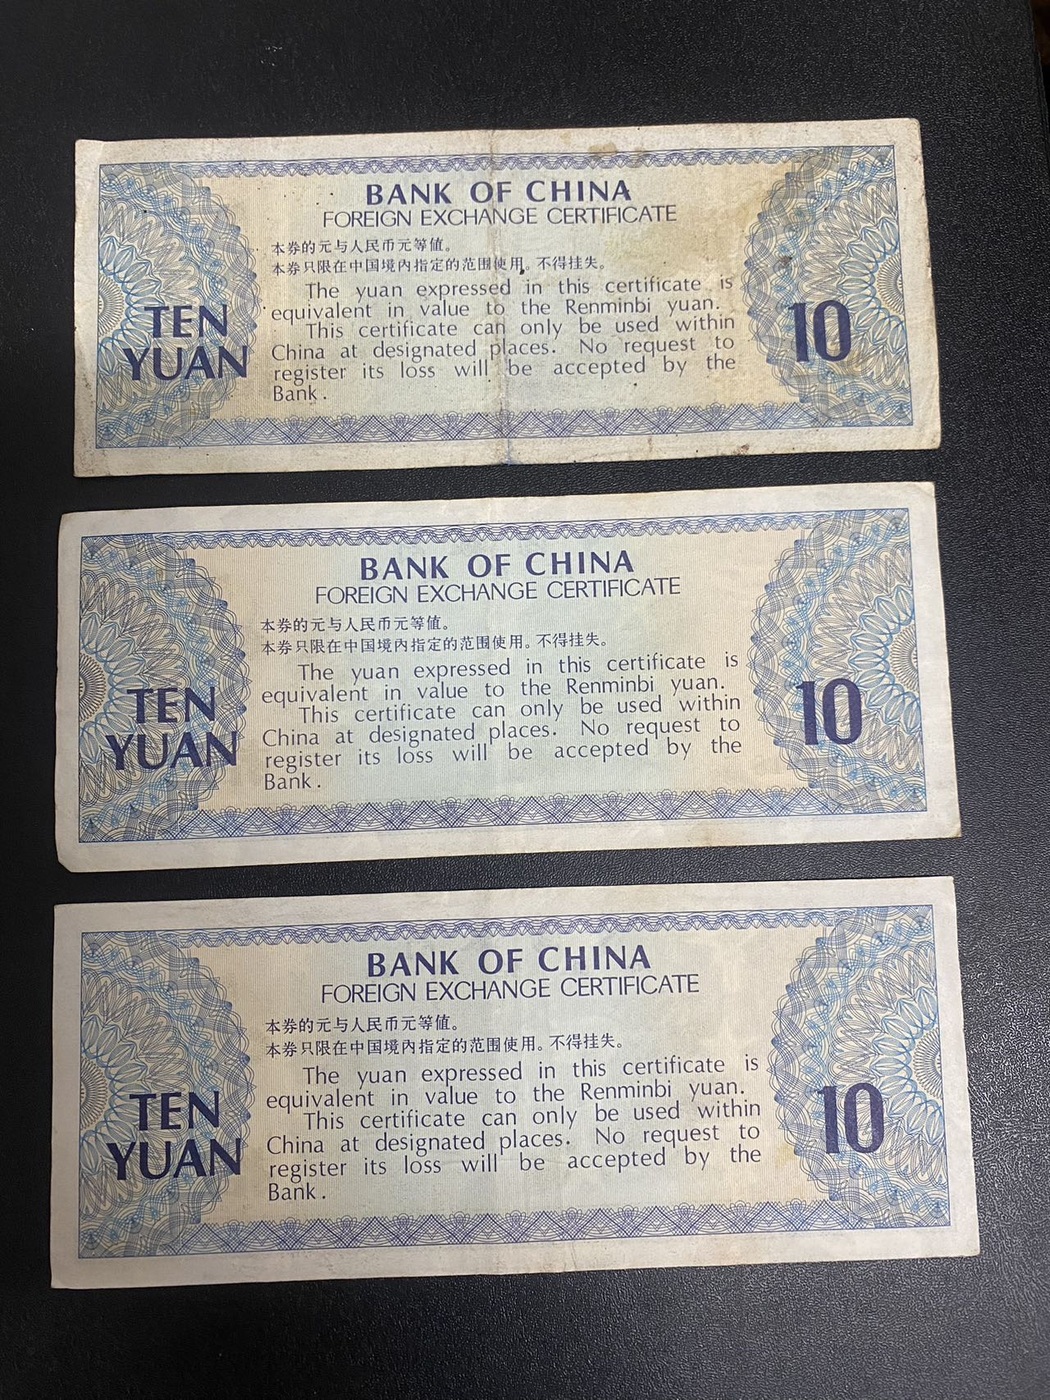 BANK OF CHINA
FOREIGN EXCHANGE CERTIFICATE
本券的元与人民币元等值。
本券只限在中国境内指定的范围使用。不得挂失。
The yuan expressed in this certificate is
equivalent in value to the Renminbi yuan.
This certificate can only be used within
China at designated places. No request to
register its loss will be accepted by the
Bank.
TEN
YUAN
10
BANK OF CHINA
FOREIGN EXCHANGE CERTIFICATE
本券的元与人民币元等值。
本券只限在中国境内指定的范围使用。不得挂失。
The yuan expressed in this certificate is
equivalent in value to the Renminbi yuan.
This certificate can only be used within
China at designated places. No request to
register its loss will be accepted by the
Bank.
TEN
YUAN
10
BANK OF CHINA
FOREIGN EXCHANGE CERTIFICATE
本券的元与人民币元等值。
本券只限在中国境内指定的范围使用。不得挂失。
The yuan expressed in this certificate is
equivalent in value to the Renminbi yuan.
This certificate can only be used within
China at designated places. No request to
register its loss will be accepted by the
Bank.
TEN
YUAN
10